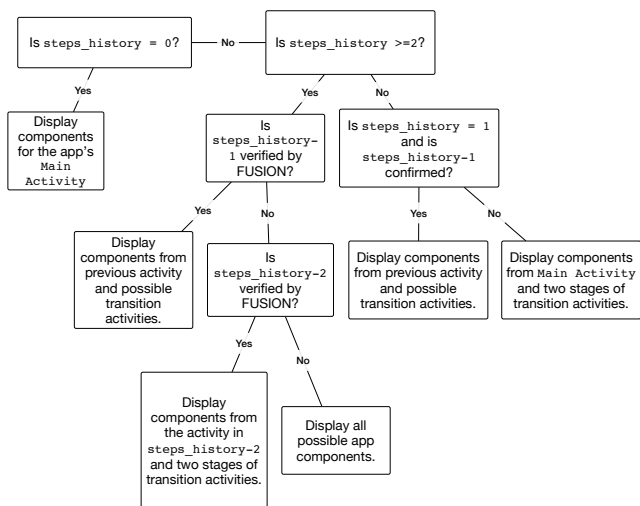 Is steps_history = 0?
No
Is steps_history >=2?
Yes
Yes
No
Display
components
for the app's
Main
Activity
Is
steps_history-
1 verified by
FUSION?
Is steps_history = 1
and is
steps_history-1
confirmed?
Yes
No
Yes
No
Display
components from
previous activity
and possible
transition
activities.
Is
steps_history-2
verified by
FUSION?
Display components
from previous activity
and possible
transition activities.
Display components
from Main Activity
and two stages of
transition activities.
Yes
No
Display
components from
the activity in
steps_history-2
and two stages of
transition activities.
Display all
possible app
components.